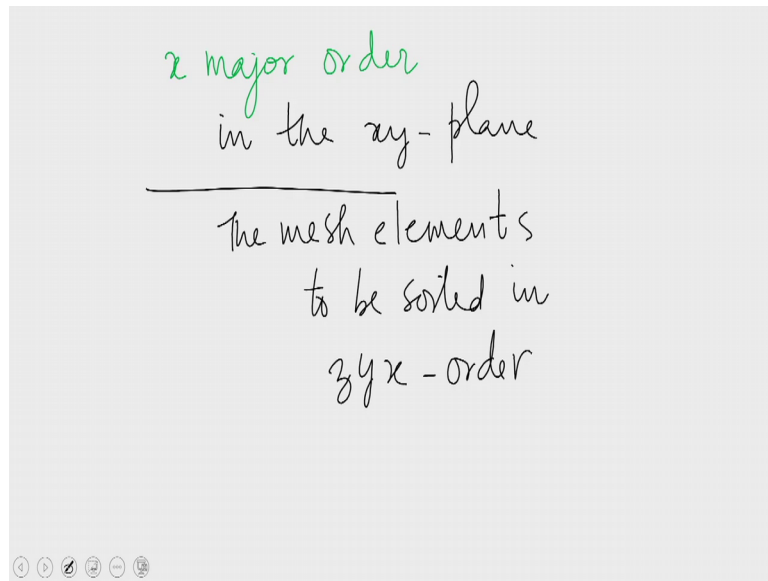 x major order
in the xy-plane
The mesh elements
to be sorted in
zyx-order